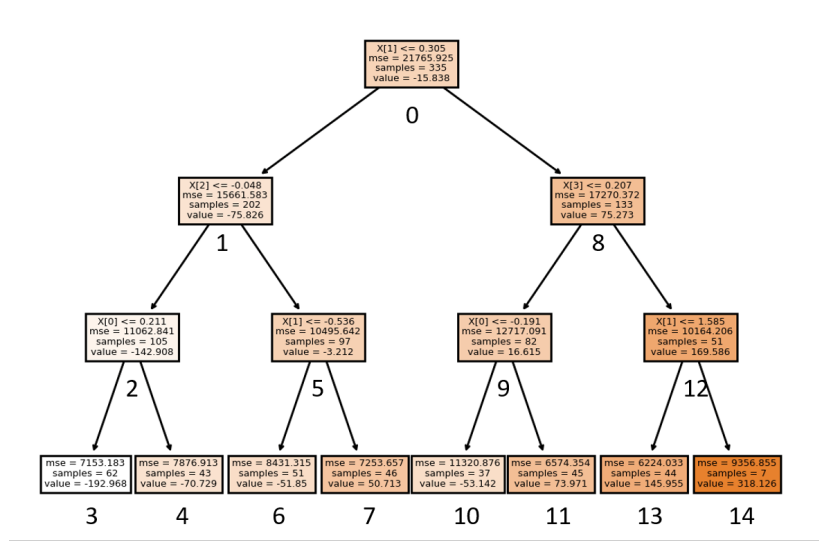 X[1] <= 0.305
mse = 21765.925
samples = 335
value = -15.838
0
X[2] <= -0.048
mse = 15661.583
samples = 202
value = -75.826
1
X[3] <= 0.207
mse = 17270.372
samples = 133
value = 75.273
8
X[0] <= 0.211
mse = 11062.841
samples = 105
value = -142.908
2
X[1] <= -0.536
mse = 10495.642
samples = 97
value = -3.212
5
X[0] <= -0.191
mse = 12717.091
samples = 82
value = 16.615
9
X[1] <= 1.585
mse = 10164.206
samples = 51
value = 169.586
12
mse = 7153.183
samples = 62
value = -192.968
3
mse = 7876.913
samples = 43
value = -70.729
4
mse = 8431.315
samples = 51
value = -51.85
6
mse = 7253.657
samples = 46
value = 50.713
7
mse = 11320.876
samples = 37
value = -53.142
10
mse = 6574.354
samples = 45
value = 73.971
11
mse = 6224.033
samples = 44
value = 145.955
13
mse = 9356.855
samples = 7
value = 318.126
14